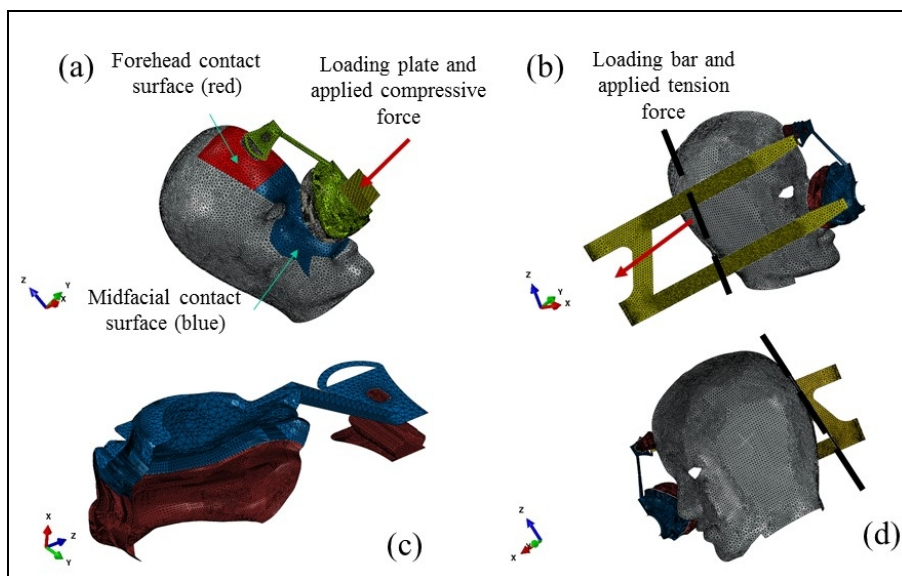 (a)
Forehead contact
surface (red)
Loading plate and
applied compressive
force
Midfacial contact
surface (blue)
Z
Y
X
(b)
Loading bar and
applied tension
force
Z
Y
X
(c)
X
Z
Y
(d)
Z
Y
X